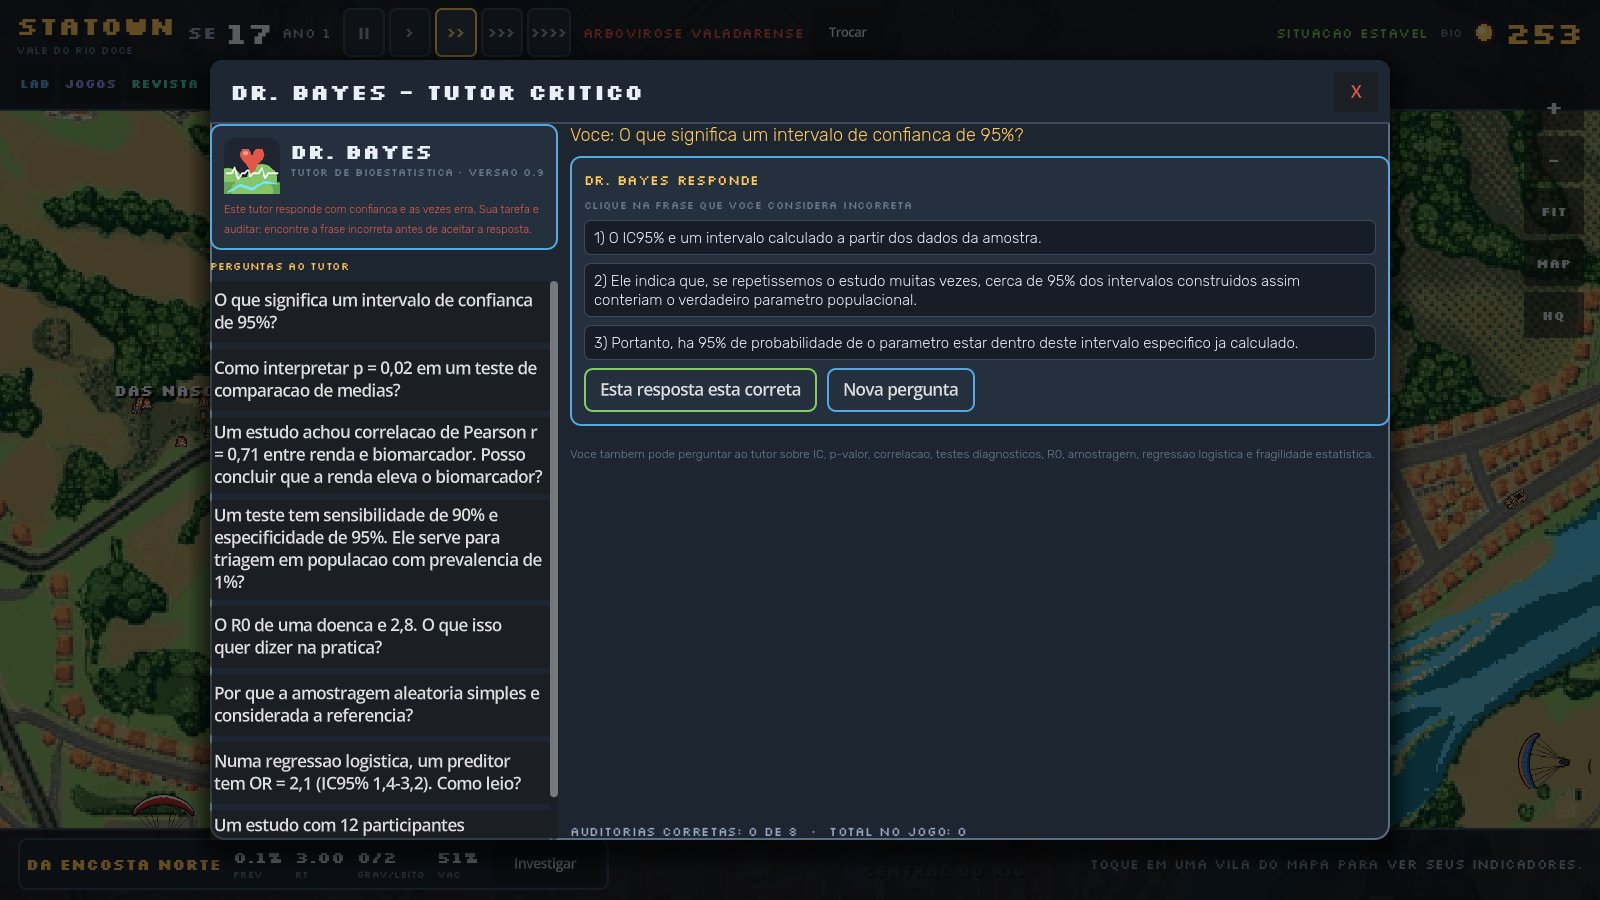 STATOWN
VALE DO RIO DOCE
SE 17 ANO 1
II > >> >>> >>>>
ARBOVIROSE VALADARENSE
Trocar
SITUACAO ESTAVEL
BIO
253
LAB JOGOS REVISTA
DR. BAYES - TUTOR CRITICO
X
DR. BAYES
TUTOR DE BIOESTATISTICA · VERSAO 0.9
Este tutor responde com confianca e as vezes erra. Sua tarefa e
auditar: encontre a frase incorreta antes de aceitar a resposta.
PERGUNTAS AO TUTOR
O que significa um intervalo de confianca
de 95%?
Como interpretar p = 0,02 em um teste de
comparacao de medias?
Um estudo achou correlacao de Pearson r
= 0,71 entre renda e biomarcador. Posso
concluir que a renda eleva o biomarcador?
Um teste tem sensibilidade de 90% e
especificidade de 95%. Ele serve para
triagem em populacao com prevalencia de
1%?
O R0 de uma doenca e 2,8. O que isso
quer dizer na pratica?
Por que a amostragem aleatoria simples e
considerada a referencia?
Numa regressao logistica, um preditor
tem OR = 2,1 (IC95% 1,4-3,2). Como leio?
Um estudo com 12 participantes
Voce: O que significa um intervalo de confianca de 95%?
DR. BAYES RESPONDE
CLIQUE NA FRASE QUE VOCE CONSIDERA INCORRETA
1) O IC95% e um intervalo calculado a partir dos dados da amostra.
2) Ele indica que, se repetissemos o estudo muitas vezes, cerca de 95% dos intervalos construidos assim
conteriam o verdadeiro parametro populacional.
3) Portanto, ha 95% de probabilidade de o parametro estar dentro deste intervalo especifico ja calculado.
Esta resposta esta correta
Nova pergunta
Voce tambem pode perguntar ao tutor sobre IC, p-valor, correlacao, testes diagnosticos, R0, amostragem, regressao logistica e fragilidade estatistica.
AUDITORIAS CORRETAS: 0 DE 8 · TOTAL NO JOGO: 0
+
-
FIT
MAP
HQ
DAS NASC
DA ENCOSTA NORTE
0.1% 3.00 0/2 51%
PREV RT GRAV/LEITO VAC
Investigar
CENTRAL DO RIO
TOQUE EM UMA VILA DO MAPA PARA VER SEUS INDICADORES.